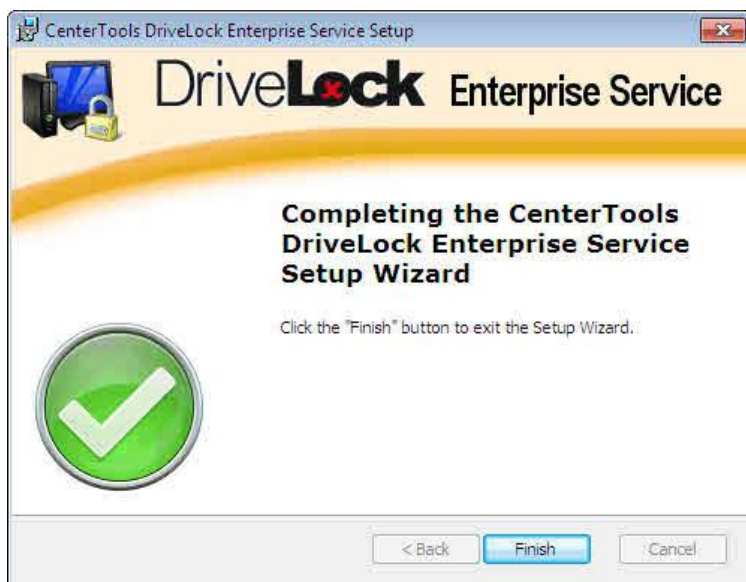 CenterTools DriveLock Enterprise Service Setup
DriveLock Enterprise Service
Completing the CenterTools
DriveLock Enterprise Service
Setup Wizard
Click the "Finish" button to exit the Setup Wizard.
< Back Finish Cancel